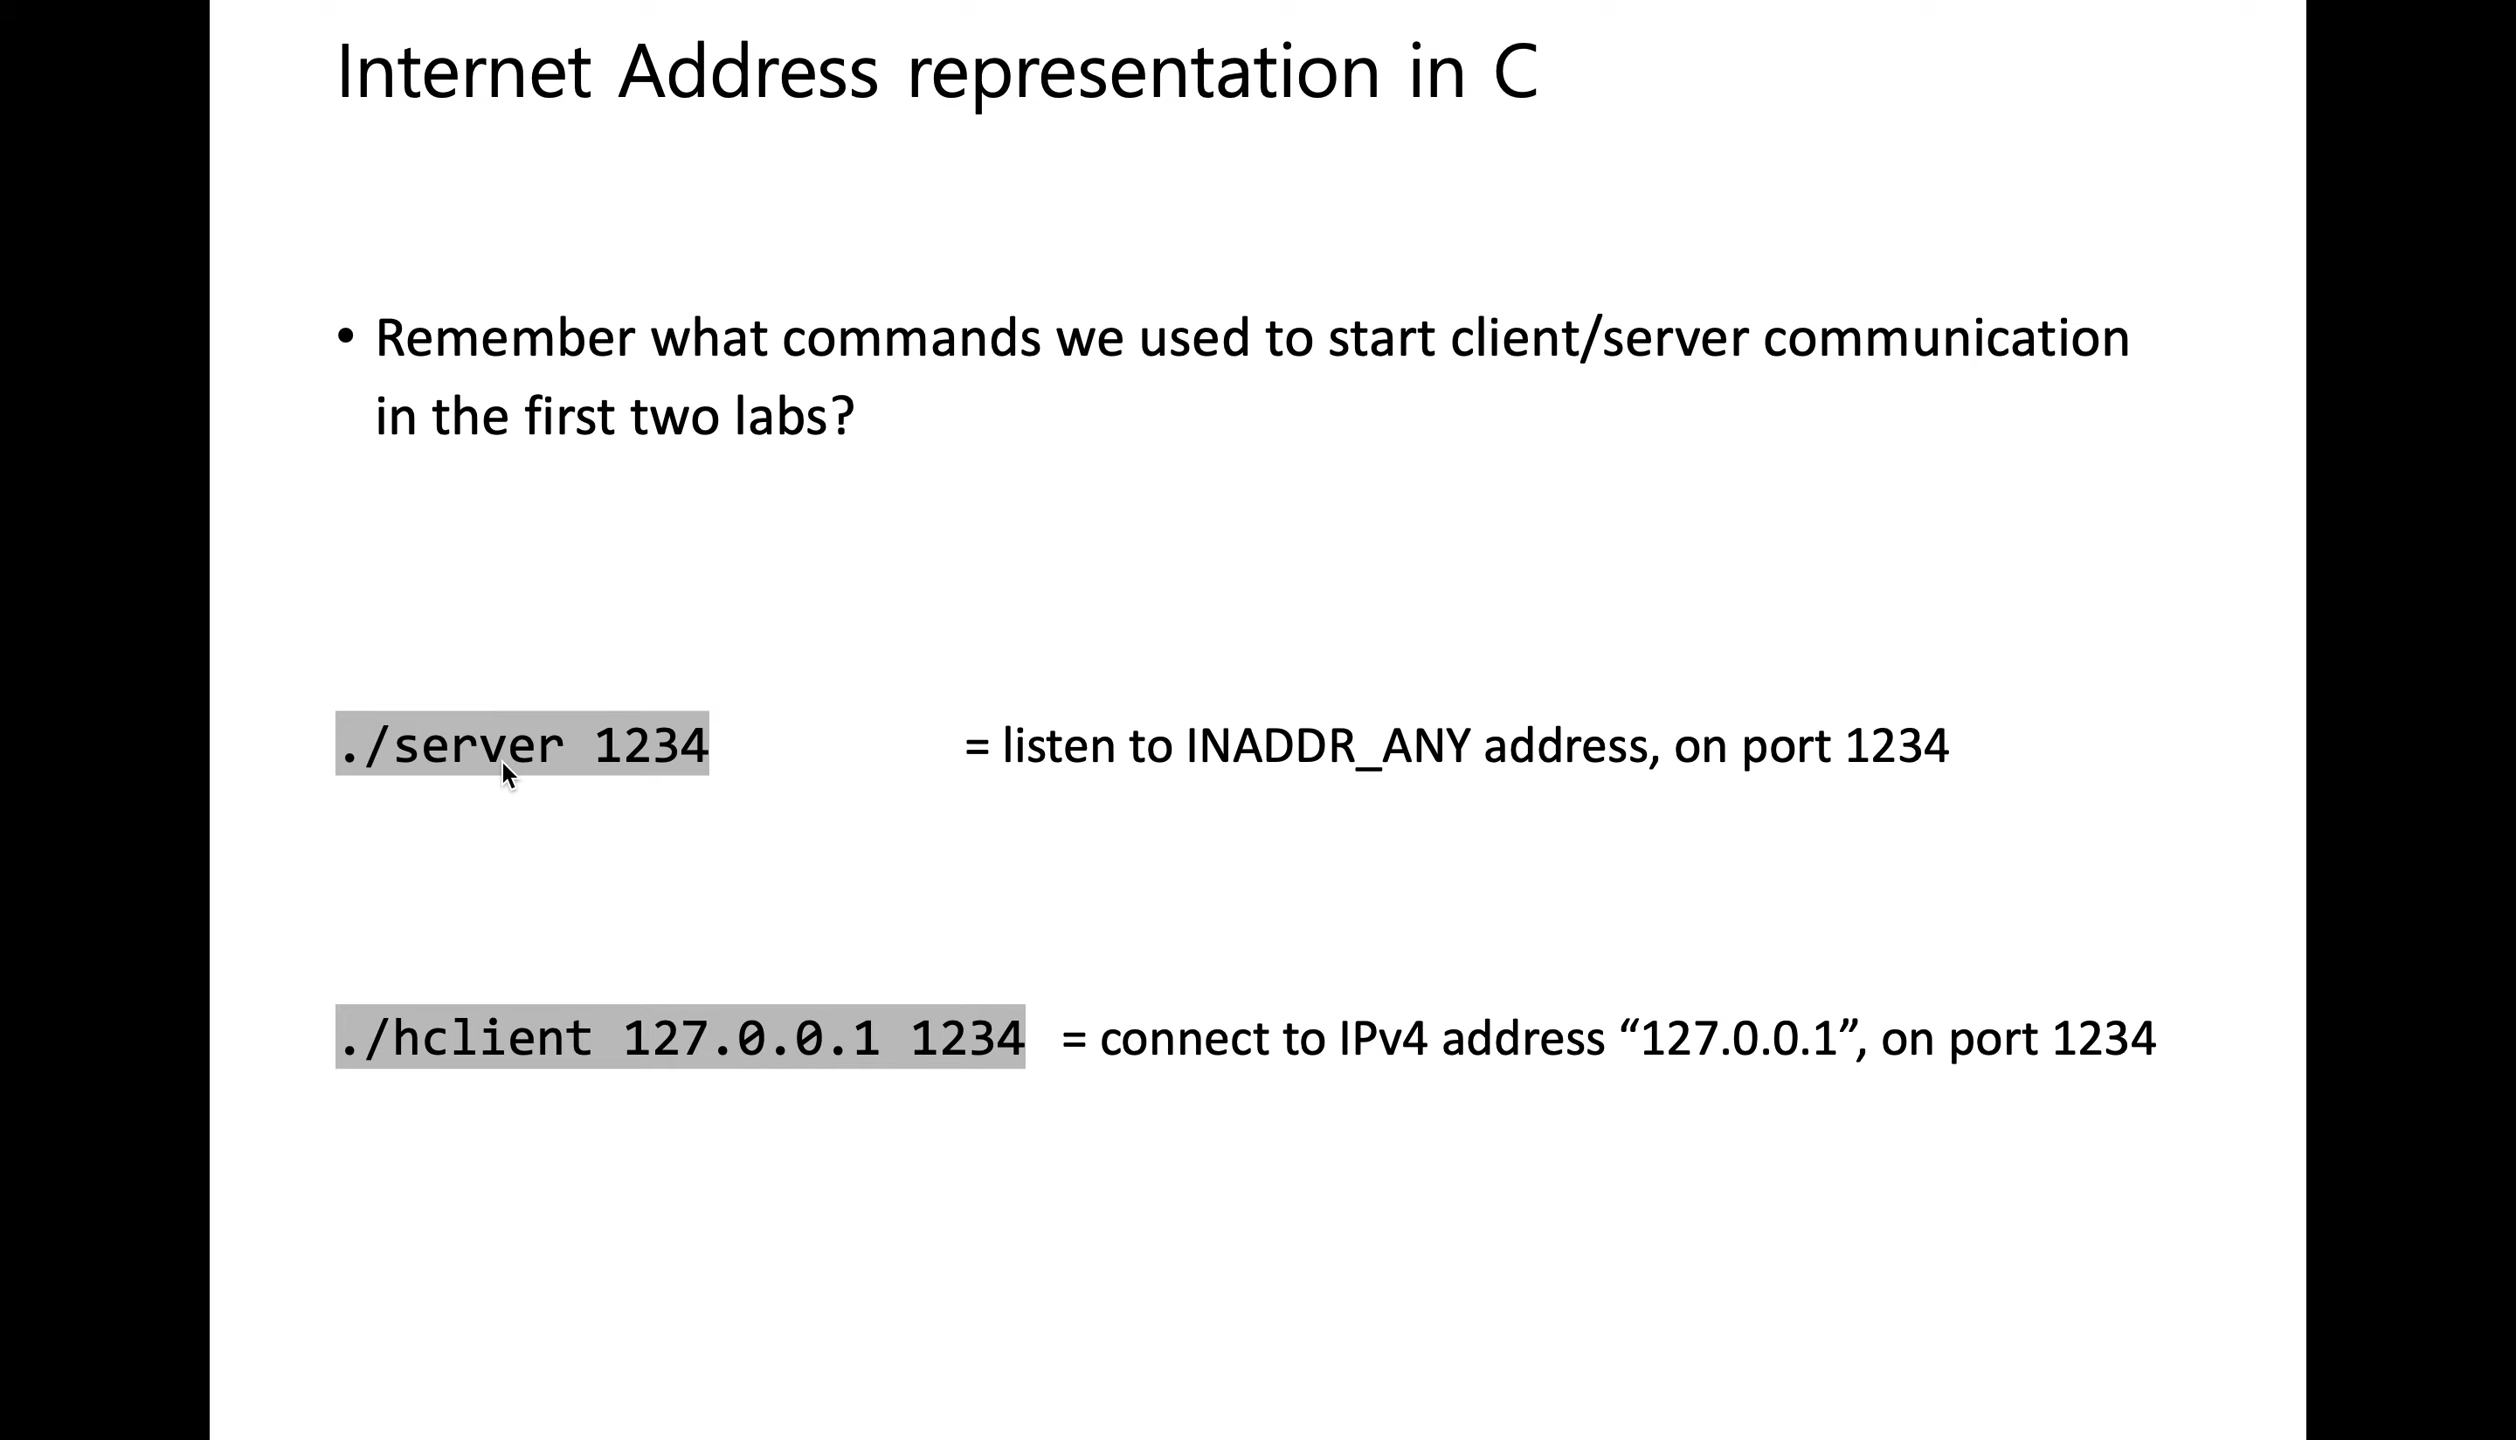 Internet Address representation in C
• Remember what commands we used to start client/server communication
in the first two labs?
./server 1234 = listen to INADDR_ANY address, on port 1234
./hclient 127.0.0.1 1234 = connect to IPv4 address “127.0.0.1”, on port 1234